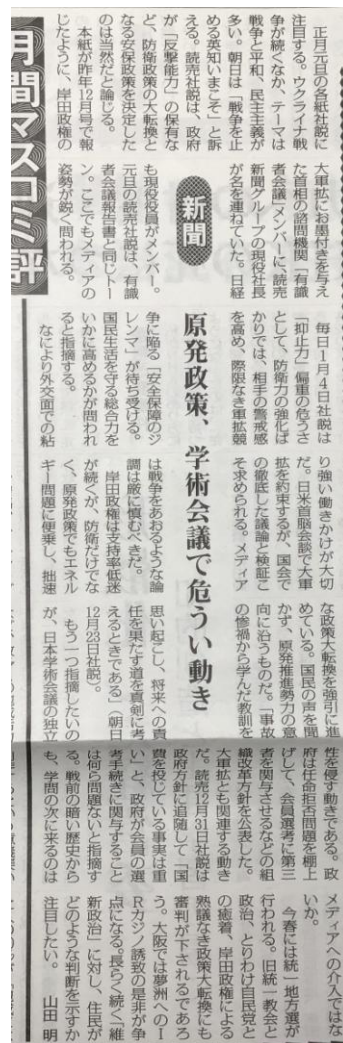 月間マスコミ評
新聞
原発政策、学術会議で危うい動き
正月元旦の各紙社説に
注目する。ウクライナ戦
争が続くなか、テーマは
戦争と平和、民主主義が
多い。朝日は「戦争を止
める英知いまこそ」と訴
える。読売社説は、政府
が「反撃能力」の保有な
ど、防衛政策の大転換と
なる安保政策を決定した
のは当然だと論じる。
本紙が昨年12月号で報
じたように、岸田政権の
大軍拡にお墨付きを与え
た首相の諮問機関「有識
者会議」メンバーに、読売
新聞グループの現役社長
が名を連ねていた。日経
も現役役員がメンバー。
元旦の読売社説は、有識
者会議報告書と同じトー
ン。ここでもメディアの
姿勢が鋭く問われる。
毎日1月4日社説は
「抑止力」偏重の危うさ
として、防衛力の強化ば
かりでは、相手の警戒感
を高め、際限なき軍拡競
争に陥る「安全保障のジ
レンマ」が待ち受ける。
国民生活を守る総合力を
いかに高めるかが問われ
ると指摘する。
なにより外交面での粘
り強い働きかけが大切
だ。日米首脳会談で大軍
拡を約束するが、国会で
の徹底した議論と検証こ
そ求められる。メディア
は戦争をあおるような論
調は厳に慎むべきだ。
岸田政権は支持率低迷
が続くが、防衛だけでな
く、原発政策でもエネル
ギー問題に便乗し、拙速
な政策大転換を強引に進
めている。国民の声を聞
かず、原発推進勢力の意
向に沿うものだ。「事故
の惨禍から学んだ教訓を
思い起こし、将来への責
任を果たす道を真剣に考
えるときである」(朝日
12月23日社説)。
もう一つ指摘したいの
が、日本学術会議の独立
性を侵す動きである。政
府は任命拒否問題を棚上
げして、会員選考に第三
者を関与させるなどの組
織改革方針を公表した。
大軍拡とも関連する動き
だ。読売12月31日社説は
政府方針に追随して「国
費を投じている事実は重
い」と、政府が会員の選
考手続きに関与すること
は何ら問題ないと指摘す
る。戦前の暗い歴史から
も、学問の次に来るのは
メディアへの介入ではな
いか。
今春には統一地方選が
行われる。旧統一教会と
政治、とりわけ自民党と
の癒着、岸田政権による
熟議なき政策大転換にも
審判が下されるであろ
う。大阪では夢洲へのI
Rカジノ誘致の是非が争
点になる。長らく続く「維
新政治」に対し、住民が
どのような判断を示すか
注目したい。 山田 明